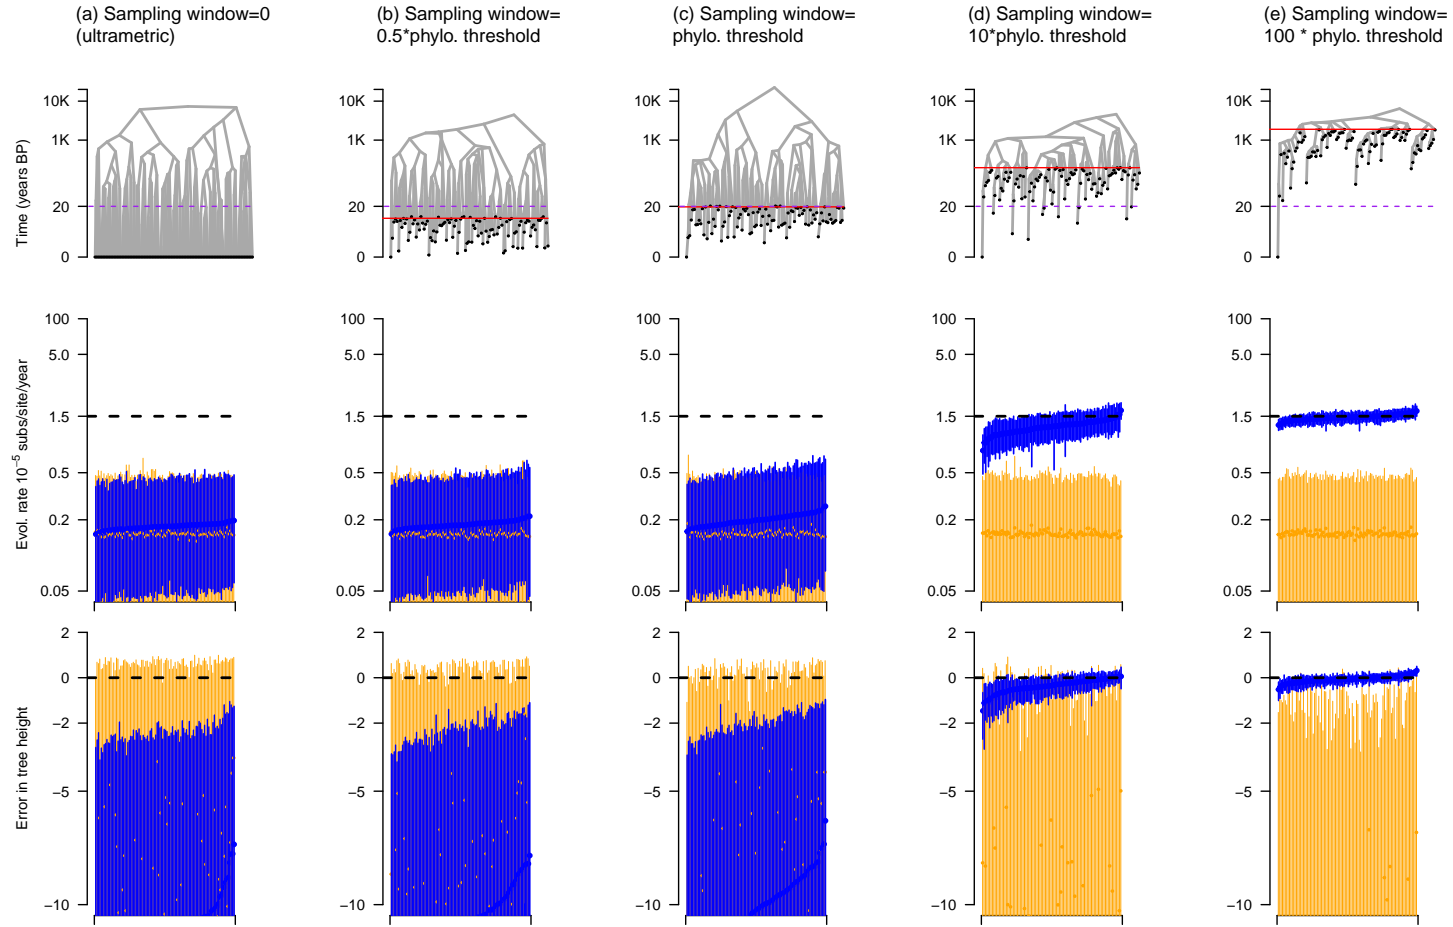 (a) Sampling window=0
(ultrametric)
(b) Sampling window=
0.5*phylo. threshold
(c) Sampling window=
phylo. threshold
(d) Sampling window=
10*phylo. threshold
(e) Sampling window=
100 * phylo. threshold
Time (years BP)
10K
1K
20
0
10K
1K
20
0
10K
1K
20
0
10K
1K
20
0
10K
1K
20
0
Evol. rate 10⁻⁵ subs/site/year
100
5.0
1.5
0.5
0.2
0.05
100
5.0
1.5
0.5
0.2
0.05
100
5.0
1.5
0.5
0.2
0.05
100
5.0
1.5
0.5
0.2
0.05
100
5.0
1.5
0.5
0.2
0.05
Error in tree height
2
0
−2
−5
−10
2
0
−2
−5
−10
2
0
−2
−5
−10
2
0
−2
−5
−10
2
0
−2
−5
−10